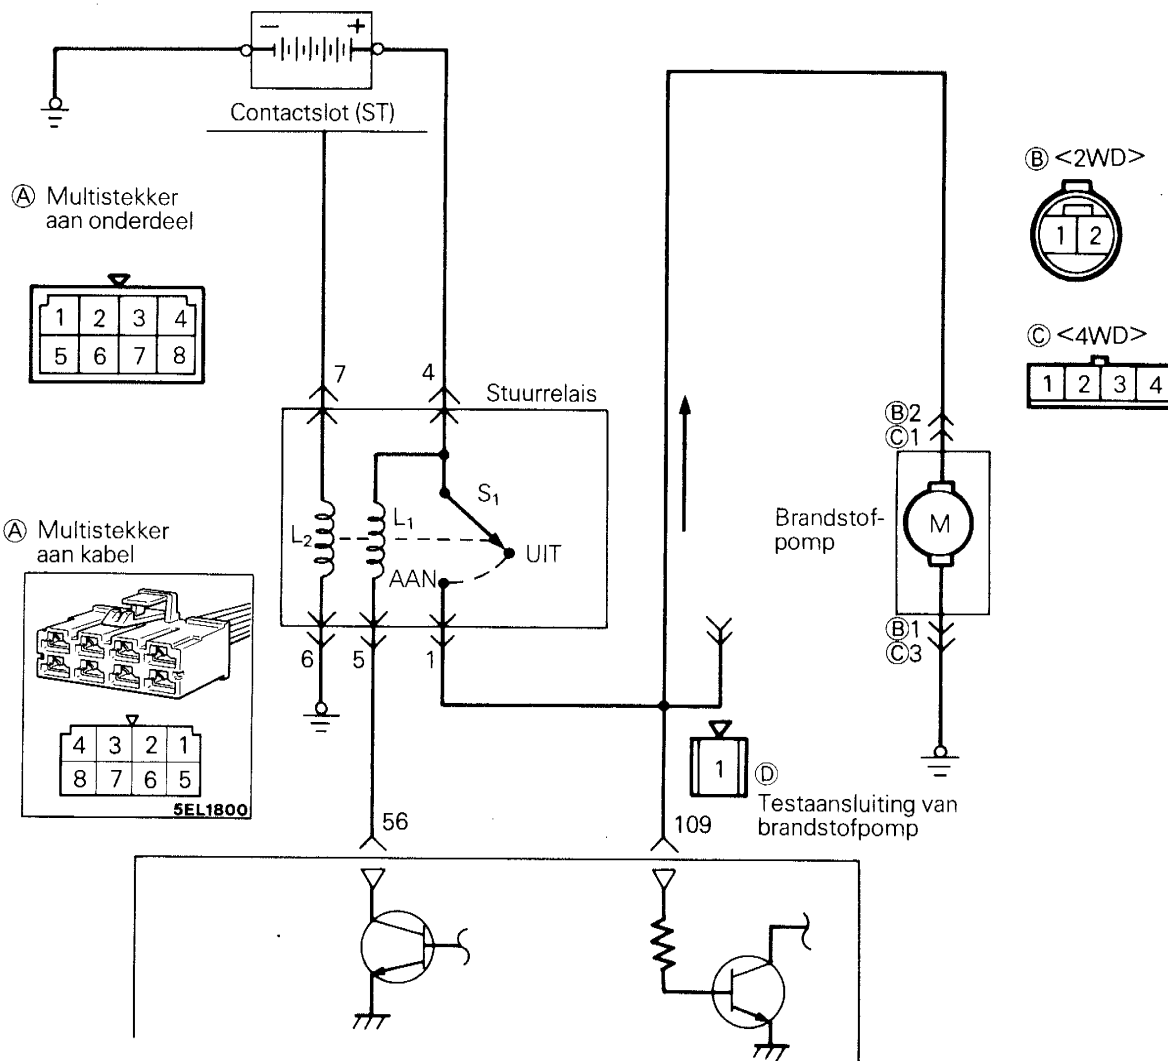 − +
Contactslot (ST)
Ⓐ Multistekker
aan onderdeel
1 2 3 4
5 6 7 8
Ⓑ <2WD>
1 2
Ⓒ <4WD>
1 2 3 4
7 4
Stuurrelais
L2
L1
S1
UIT
AAN
6 5 1
Ⓐ Multistekker
aan kabel
4 3 2 1
8 7 6 5
5EL1800
Ⓑ2
Ⓒ1
Brandstof-
pomp
M
Ⓑ1
Ⓒ3
1
Ⓓ
Testaansluiting van
brandstofpomp
56
109